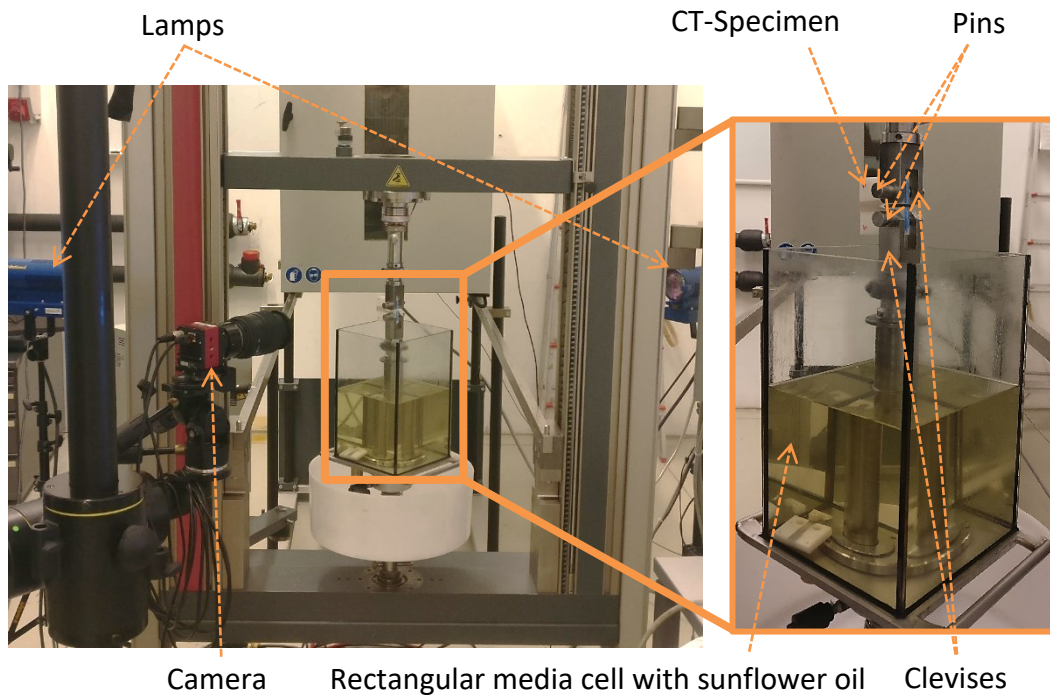 Lamps
CT-Specimen
Pins
Camera
Rectangular media cell with sunflower oil
Clevises